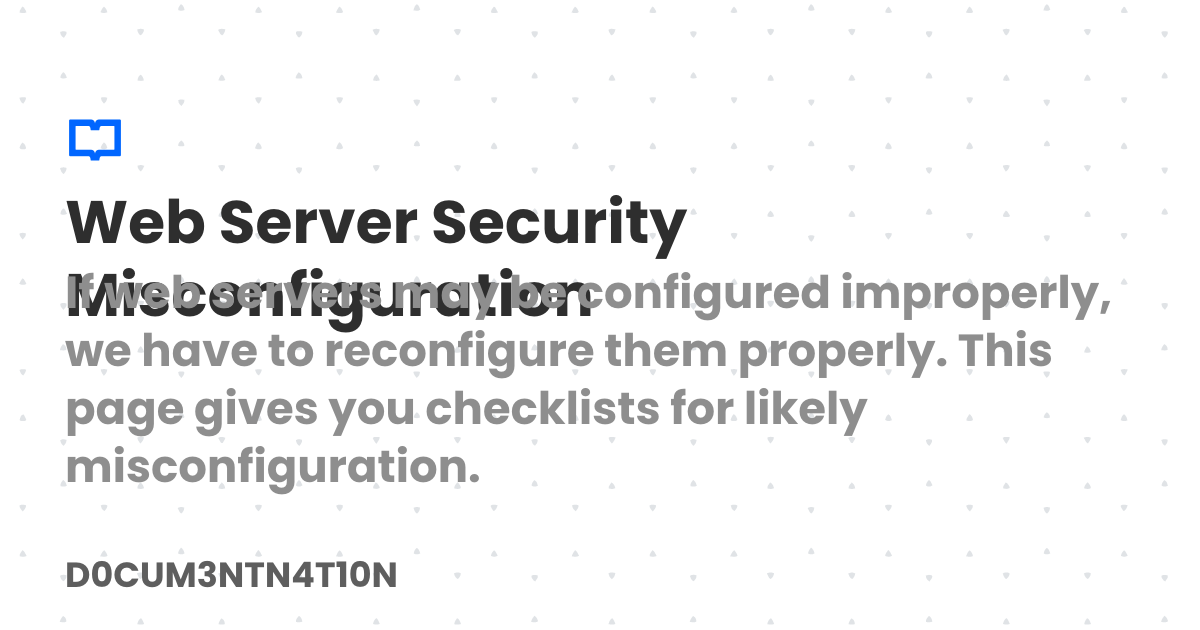 Web Server Security
Misconfiguration
If web servers may be configured improperly,
we have to reconfigure them properly. This
page gives you checklists for likely
misconfiguration.
D0CUM3NTN4T10N